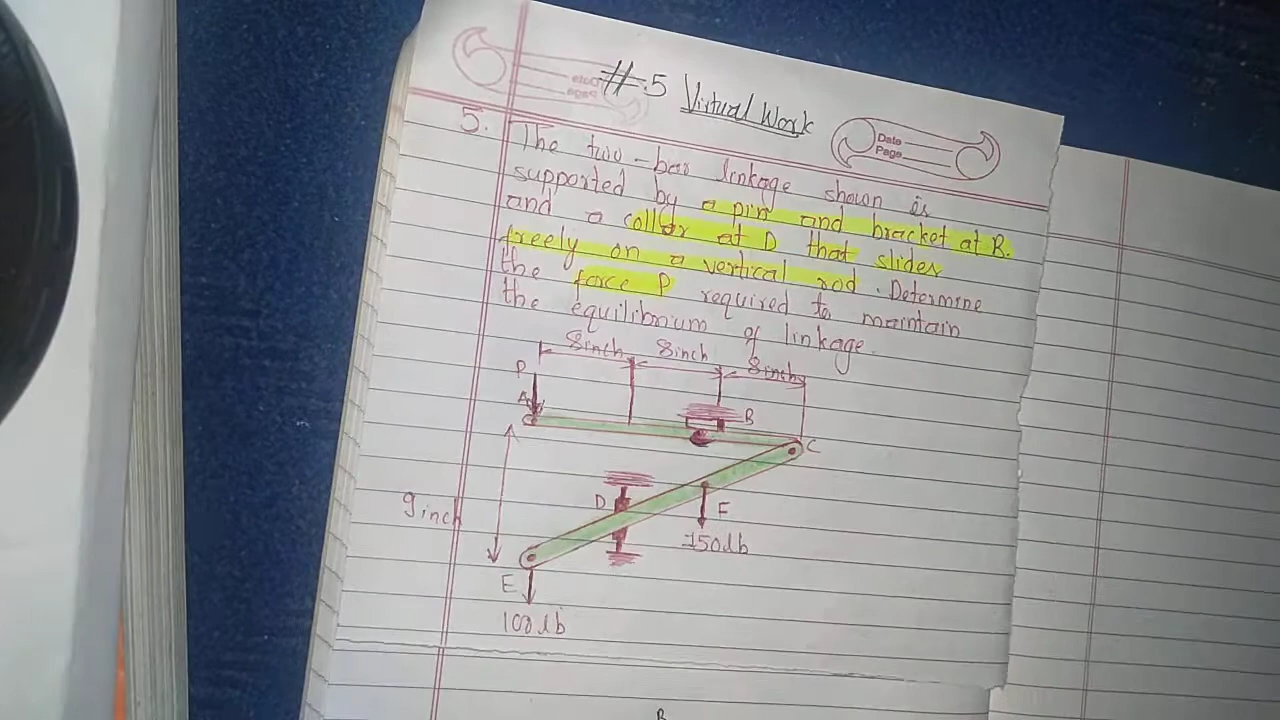 #.5 Virtual Work
Date
Page
5. The two-bar linkage shown is
supported by a pin and bracket at B.
and a collar at D that slides
freely on a vertical rod. Determine
the force P required to maintain
the equilibrium of linkage.
8inch 8inch 8inch
P
A B
C
9inch D F
150lb
E
100lb
B